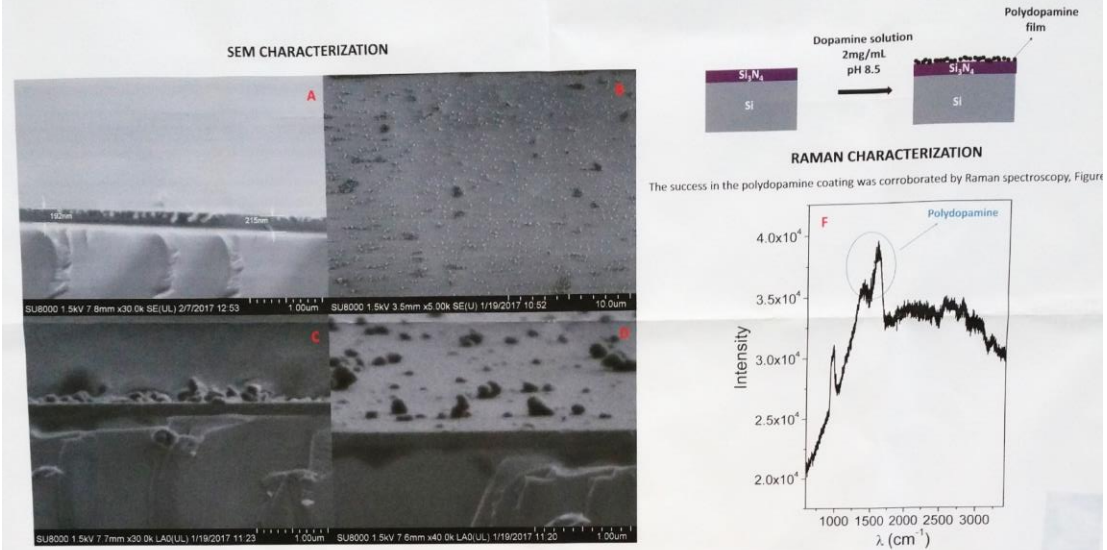 SEM CHARACTERIZATION
A
192nm
215nm
SU8000 1.5kV 7.8mm x30.0k SE(UL) 2/7/2017 12:53
1.00um
B
SU8000 1.5kV 3.5mm x5.00k SE(U) 1/19/2017 10:52
10.0um
C
SU8000 1.5kV 7.7mm x30.0k LA0(UL) 1/19/2017 11:23
1.00um
D
SU8000 1.5kV 7.6mm x40.0k LA0(UL) 1/19/2017 11:20
1.00um
Si₃N₄
Si
Dopamine solution
2mg/mL
pH 8.5
Polydopamine
film
Si₃N₄
Si
RAMAN CHARACTERIZATION
The success in the polydopamine coating was corroborated by Raman spectroscopy, Figure
F
Polydopamine
4.0x10⁴
3.5x10⁴
3.0x10⁴
2.5x10⁴
2.0x10⁴
Intensity
1000 1500 2000 2500 3000
λ (cm⁻¹)